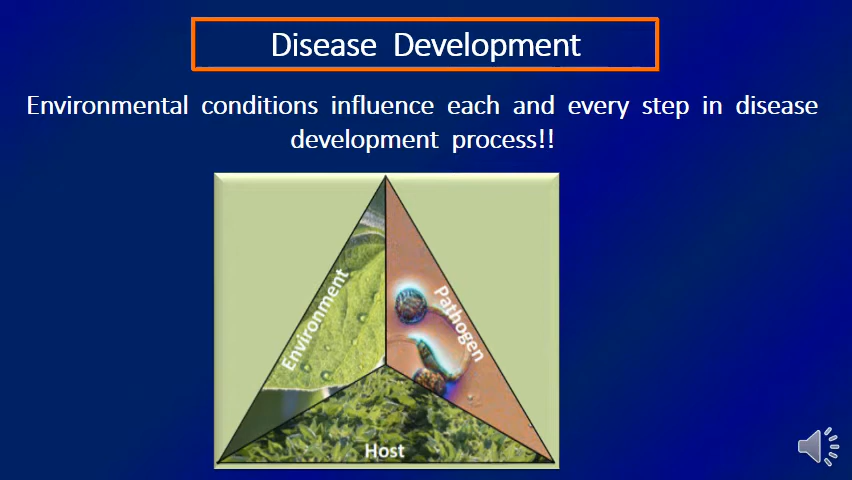 Disease Development
Environmental conditions influence each and every step in disease
development process!!
Environment
Pathogen
Host